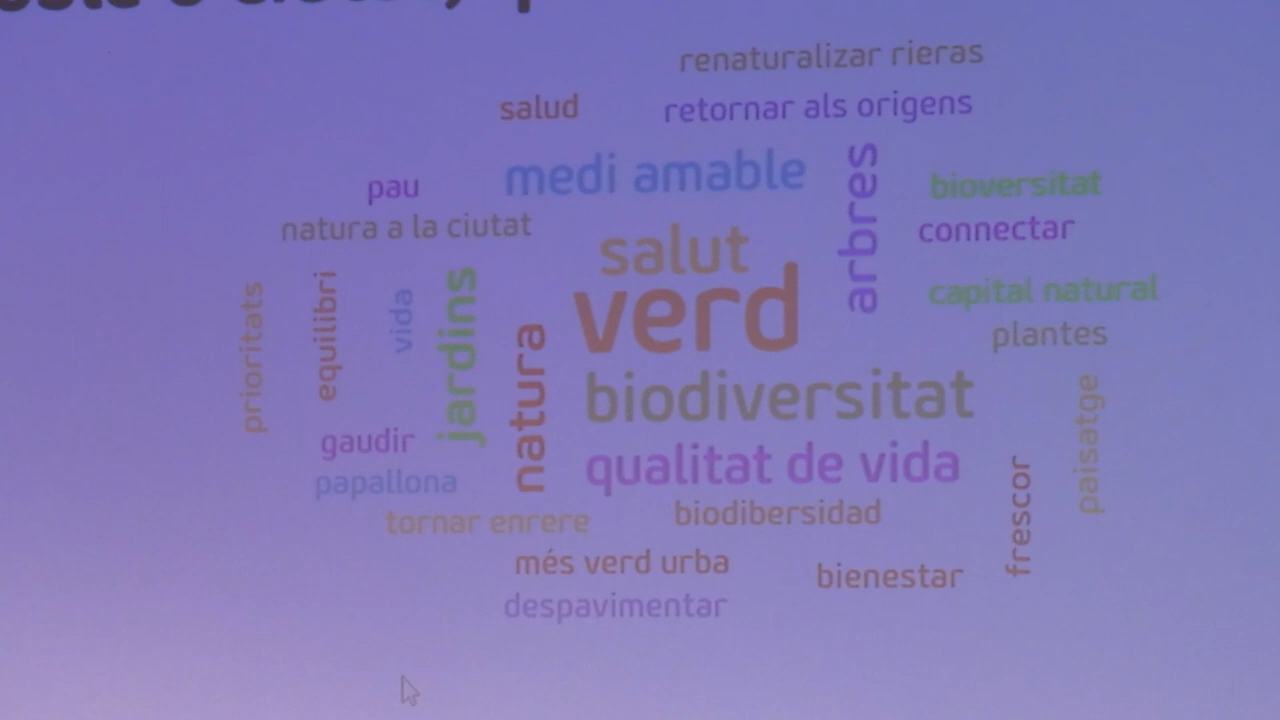 renaturalizar rieras
salud
retornar als origens
medi amable
arbres
pau
bioversitat
natura a la ciutat
connectar
salut
verd
prioritats
equilibri
vida
jardins
natura
capital natural
plantes
biodiversitat
paisatge
gaudir
qualitat de vida
papallona
frescor
tornar enrere
biodibersidad
més verd urba
bienestar
despavimentar